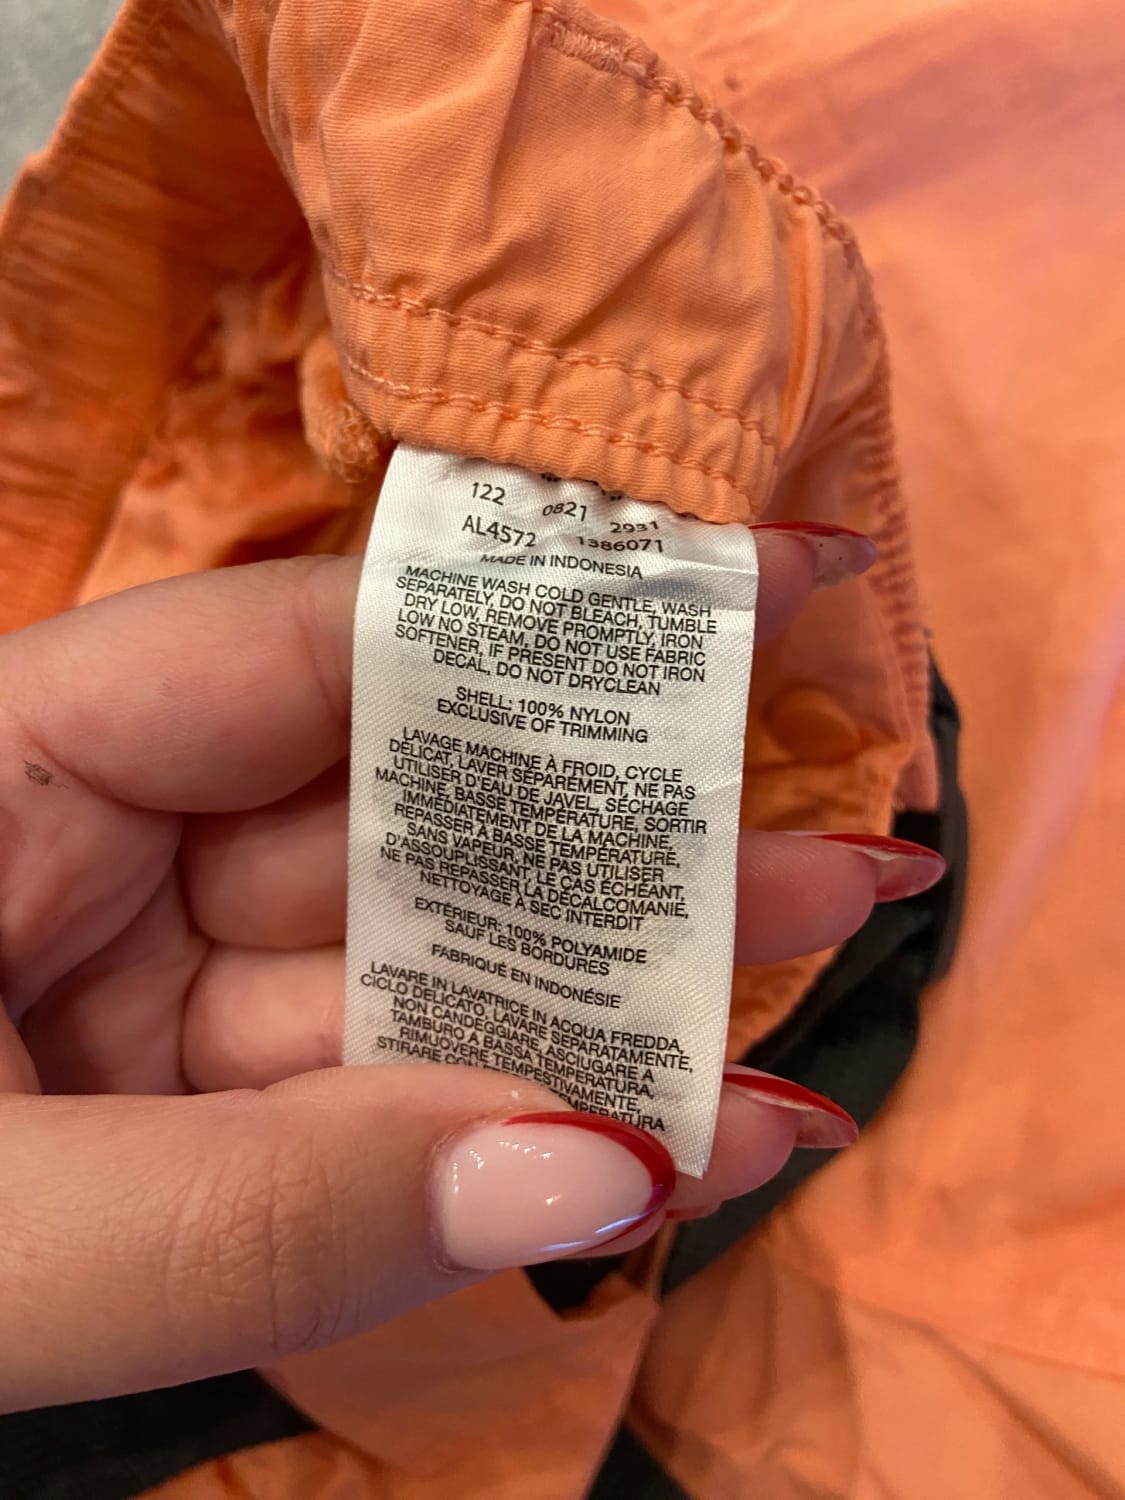 122 0821 2931
AL4572 1386071
MADE IN INDONESIA
MACHINE WASH COLD GENTLE, WASH
SEPARATELY, DO NOT BLEACH, TUMBLE
DRY LOW, REMOVE PROMPTLY, IRON
LOW NO STEAM, DO NOT USE FABRIC
SOFTENER, IF PRESENT DO NOT IRON
DECAL, DO NOT DRYCLEAN
SHELL: 100% NYLON
EXCLUSIVE OF TRIMMING
LAVAGE MACHINE À FROID, CYCLE
DÉLICAT, LAVER SÉPARÉMENT, NE PAS
UTILISER D'EAU DE JAVEL, SÉCHAGE
MACHINE, BASSE TEMPÉRATURE, SORTIR
IMMÉDIATEMENT DE LA MACHINE,
REPASSER À BASSE TEMPÉRATURE,
SANS VAPEUR, NE PAS UTILISER
D'ASSOUPLISSANT, LE CAS ÉCHÉANT,
NE PAS REPASSER LA DÉCALCOMANIE,
NETTOYAGE À SEC INTERDIT
EXTÉRIEUR: 100% POLYAMIDE
SAUF LES BORDURES
FABRIQUÉ EN INDONÉSIE
LAVARE IN LAVATRICE IN ACQUA FREDDA,
CICLO DELICATO, LAVARE SEPARATAMENTE,
NON CANDEGGIARE, ASCIUGARE A
TAMBURO A BASSA TEMPERATURA,
RIMUOVERE TEMPESTIVAMENTE,
STIRARE